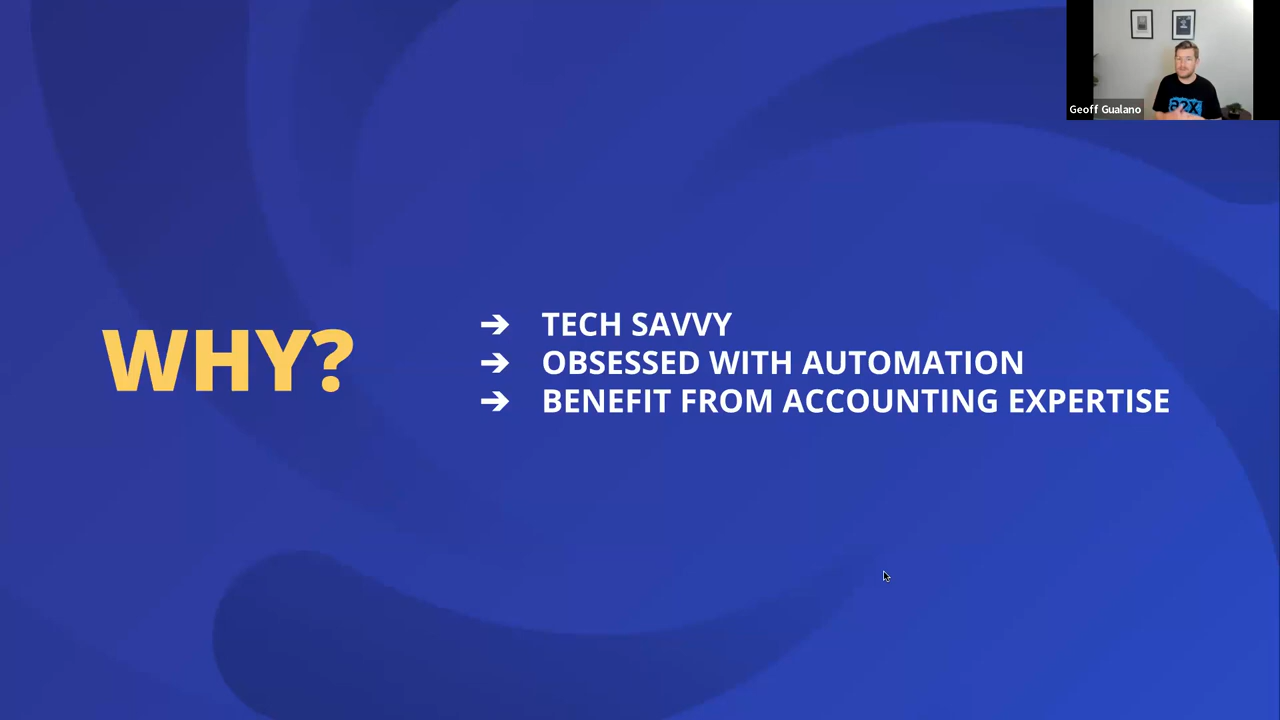 Geoff Gualano
WHY?
➔ TECH SAVVY
➔ OBSESSED WITH AUTOMATION
➔ BENEFIT FROM ACCOUNTING EXPERTISE